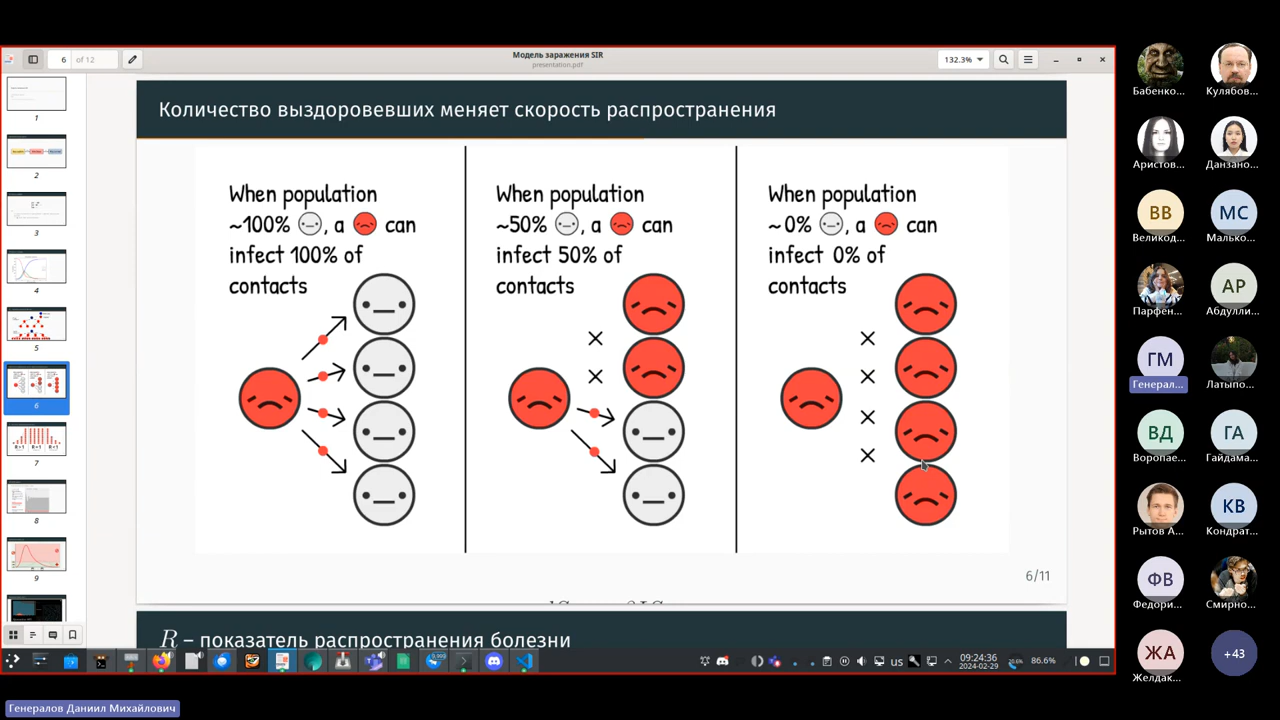 Модель заражения SIR
presentation.pdf
6 of 12
132.3%
1
2
3
4
5
6
7
8
9
Количество выздоровевших меняет скорость распространения
When population
~100% , a can
infect 100% of
contacts
When population
~50% , a can
infect 50% of
contacts
When population
~0% , a can
infect 0% of
contacts
6/11
R – показатель распространения болезни
us
09:24:36
2024-02-29
86.6%
Бабенко...
Кулябов...
Аристов...
Данзано...
ВВ
Великод...
МС
Малько...
Парфён...
АР
Абдулли...
ГМ
Генерал...
Латыпо...
ВД
Воропае...
ГА
Гайдама...
Рытов А...
КВ
Кондрат...
ФВ
Федори...
Смирно...
ЖА
Желдак...
+43
Генералов Даниил Михайлович